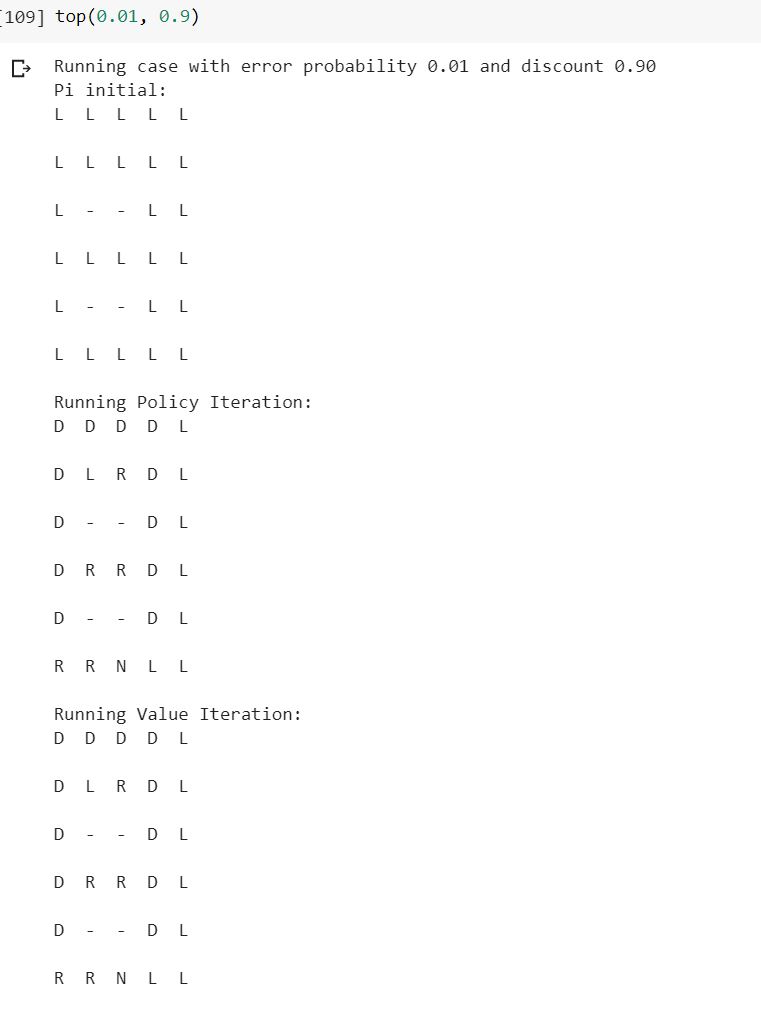 [109] top(0.01, 0.9)
Running case with error probability 0.01 and discount 0.90
Pi initial:
L L L L L
L L L L L
L - - L L
L L L L L
L - - L L
L L L L L
Running Policy Iteration:
D D D D L
D L R D L
D - - D L
D R R D L
D - - D L
R R N L L
Running Value Iteration:
D D D D L
D L R D L
D - - D L
D R R D L
D - - D L
R R N L L